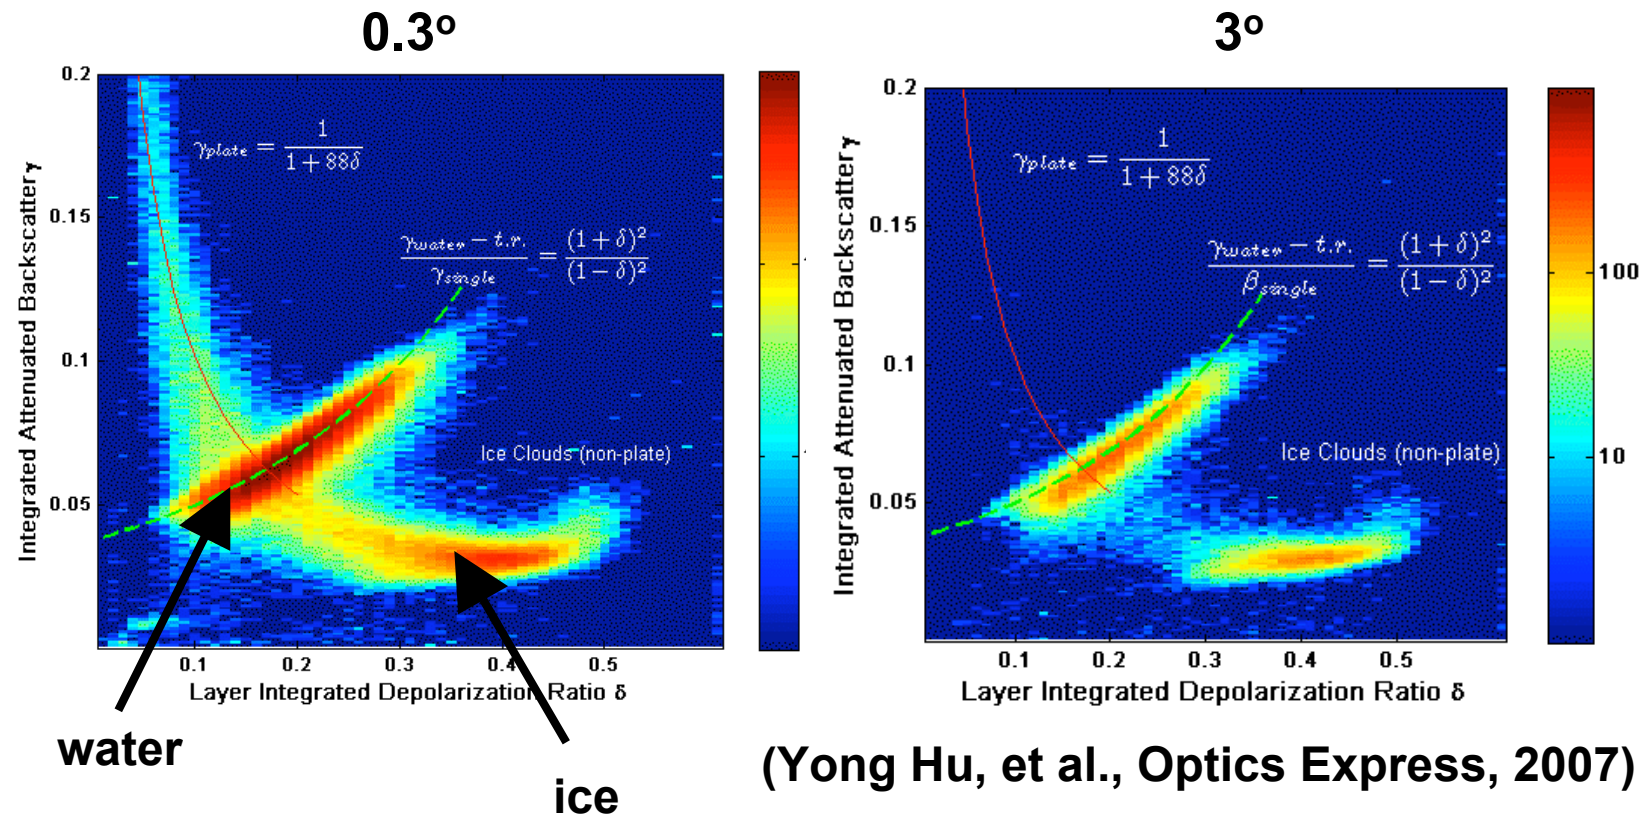 0.3°
3°
0.2
0.15
0.1
0.05
Integrated Attenuated Backscatter γ
γplate = 1 / (1 + 88δ)
γwater − t.r. / γsingle = (1 + δ)² / (1 − δ)²
Ice Clouds (non-plate)
0.1 0.2 0.3 0.4 0.5
Layer Integrated Depolarization Ratio δ
water
ice
0.2
0.15
0.1
0.05
Integrated Attenuated Backscatter γ
γplate = 1 / (1 + 88δ)
γwater − t.r. / βsingle = (1 + δ)² / (1 − δ)²
Ice Clouds (non-plate)
0.1 0.2 0.3 0.4 0.5
Layer Integrated Depolarization Ratio δ
100
10
(Yong Hu, et al., Optics Express, 2007)